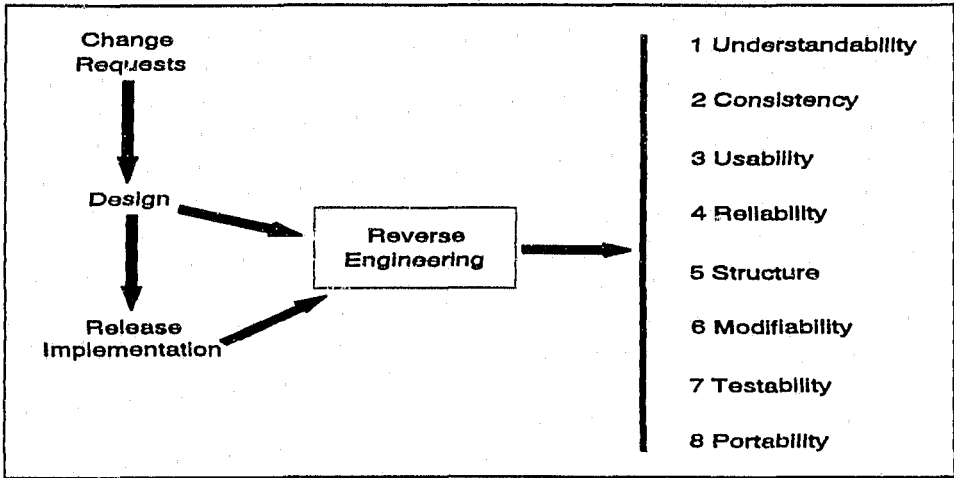 Change
Requests
Design
Release
Implementation
Reverse
Engineering
1 Understandability
2 Consistency
3 Usability
4 Reliability
5 Structure
6 Modifiability
7 Testability
8 Portability